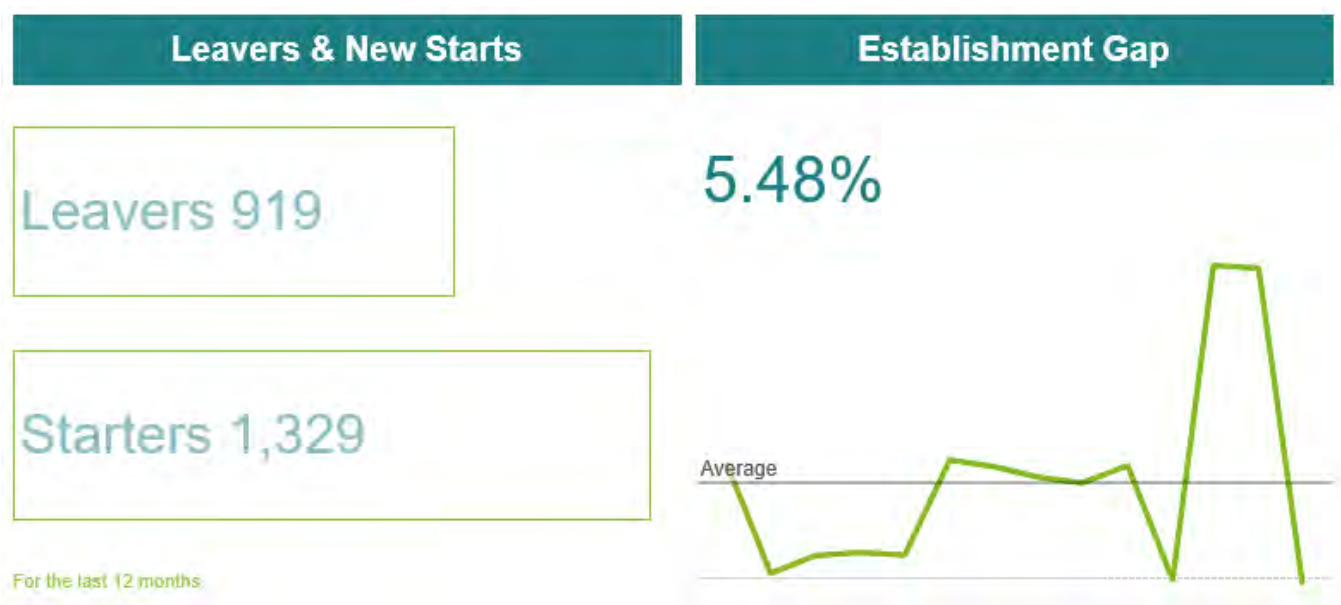 Leavers & New Starts
Leavers 919
Starters 1,329
For the last 12 months
Establishment Gap
5.48%
Average